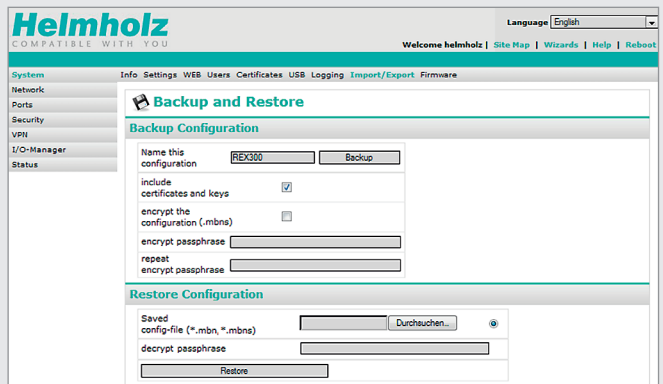 Helmholz
COMPATIBLE WITH YOU
Language English
Welcome helmholz | Site Map | Wizards | Help | Reboot
System
Info Settings WEB Users Certificates USB Logging Import/Export Firmware
Network
Ports
Security
VPN
I/O-Manager
Status
Backup and Restore
Backup Configuration
Name this
configuration
REX300 Backup
include
certificates and keys
encrypt the
configuration (.mbns)
encrypt passphrase
repeat
encrypt passphrase
Restore Configuration
Saved
config-file (*.mbn,*.mbns)
Durchsuchen...
decrypt passphrase
Restore